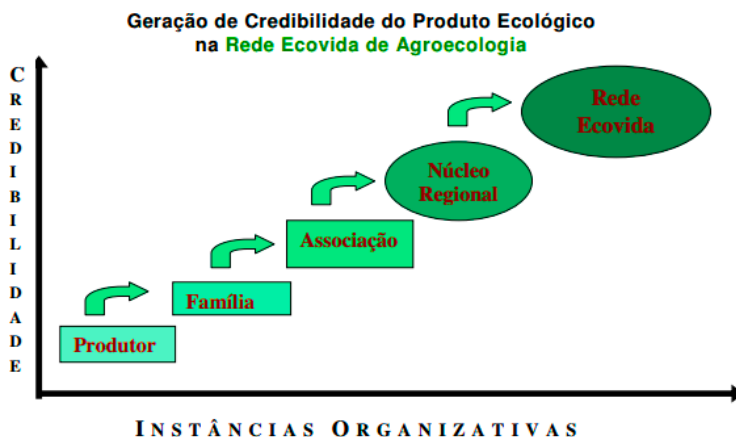 Geração de Credibilidade do Produto Ecológico
na Rede Ecovida de Agroecologia
CREDIBILIDADE
Rede
Ecovida
Núcleo
Regional
Associação
Família
Produtor
INSTÂNCIAS ORGANIZATIVAS